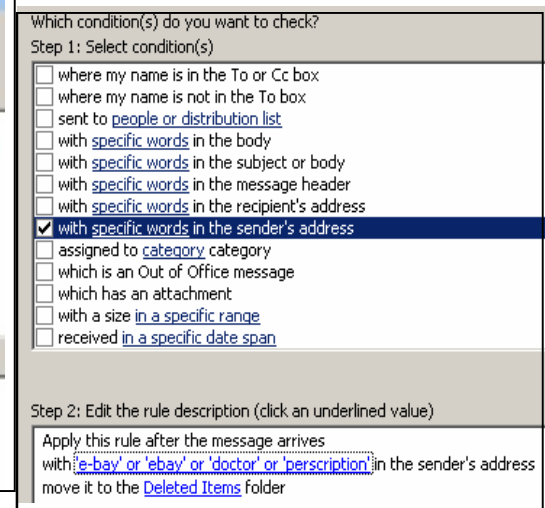 Which condition(s) do you want to check?
Step 1: Select condition(s)
where my name is in the To or Cc box
where my name is not in the To box
sent to people or distribution list
with specific words in the body
with specific words in the subject or body
with specific words in the message header
with specific words in the recipient's address
with specific words in the sender's address
assigned to category category
which is an Out of Office message
which has an attachment
with a size in a specific range
received in a specific date span
Step 2: Edit the rule description (click an underlined value)
Apply this rule after the message arrives
with 'e-bay' or 'ebay' or 'doctor' or 'perscription' in the sender's address
move it to the Deleted Items folder